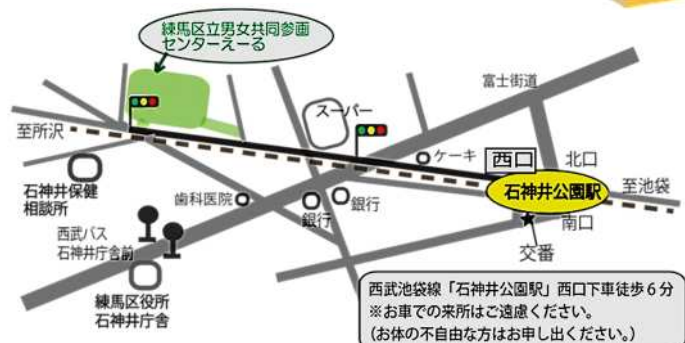 練馬区立男女共同参画
センターえーる
富士街道
スーパー
至所沢
ケーキ
西口
北口
石神井公園駅
至池袋
石神井保健
相談所
歯科医院
銀行
銀行
南口
交番
西武バス
石神井庁舎前
練馬区役所
石神井庁舎
西武池袋線「石神井公園駅」西口下車徒歩6分
※お車での来所はご遠慮ください。
(お体の不自由な方はお申し出ください。)